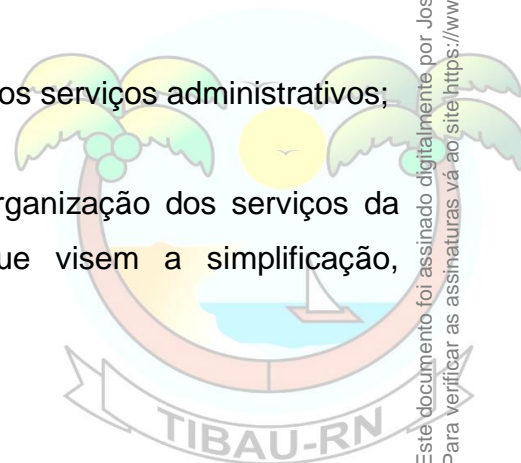 os serviços administrativos;
rganização dos serviços da
ue visem a simplificação,
TIBAU-RN
Este documento foi assinado digitalmente por Jos
Para verificar as assinaturas vá ao site https://ww